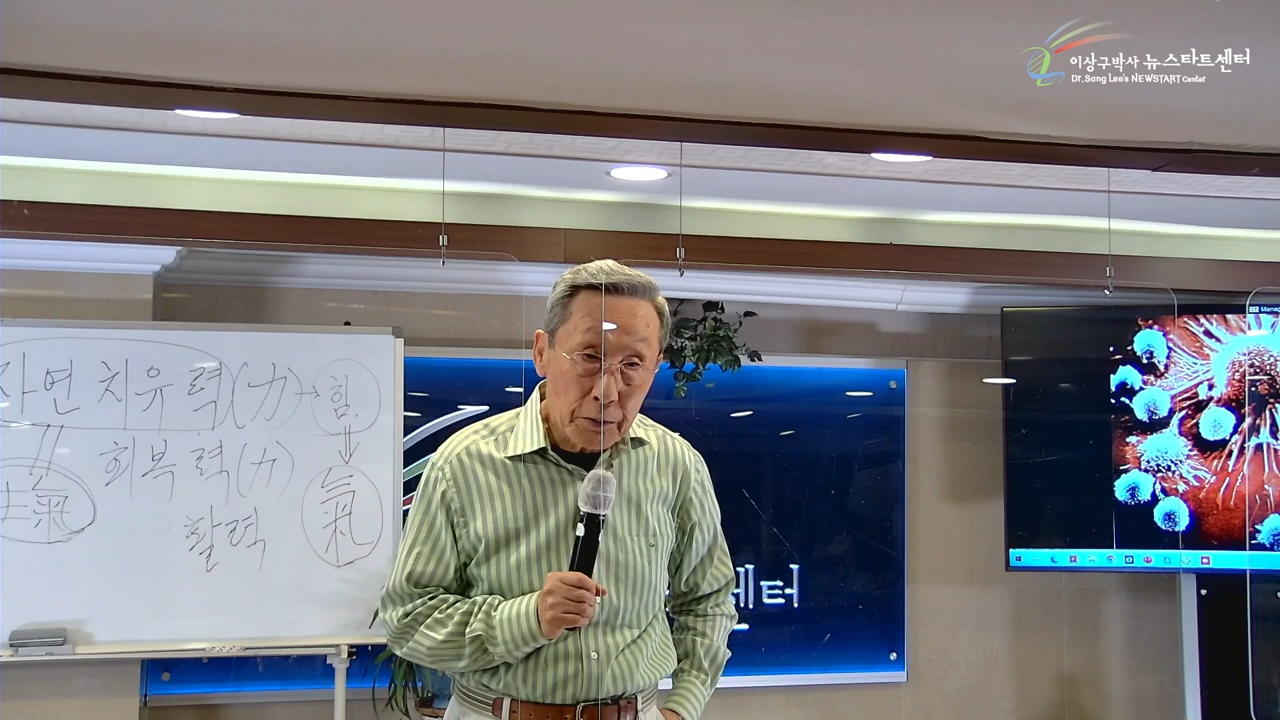 이상구박사 뉴스타트센터
Dr. Sang Lee's NEWSTART Center
자연 치유력(力)→힘
회복력(力)
氣
활력
센터